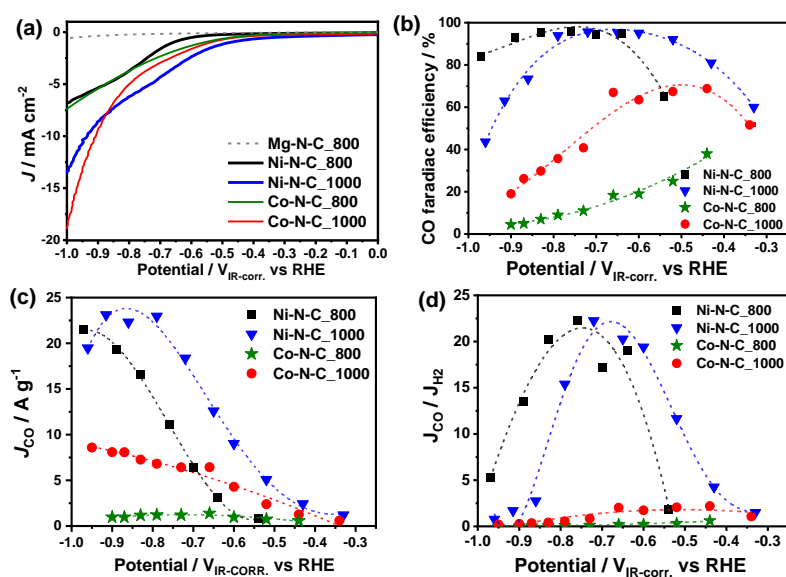 (a)
J / mA cm-2
0
-5
-10
-15
-20
Mg-N-C_800
Ni-N-C_800
Ni-N-C_1000
Co-N-C_800
Co-N-C_1000
-1.0 -0.9 -0.8 -0.7 -0.6 -0.5 -0.4 -0.3 -0.2 -0.1 0.0
Potential / VIR-corr. vs RHE
(b)
CO faradiac efficiency / %
100
80
60
40
20
0
Ni-N-C_800
Ni-N-C_1000
Co-N-C_800
Co-N-C_1000
-1.0 -0.9 -0.8 -0.7 -0.6 -0.5 -0.4 -0.3
Potential / VIR-corr. vs RHE
(c)
JCO / A g-1
25
20
15
10
5
0
Ni-N-C_800
Ni-N-C_1000
Co-N-C_800
Co-N-C_1000
-1.0 -0.9 -0.8 -0.7 -0.6 -0.5 -0.4 -0.3
Potential / VIR-CORR. vs RHE
(d)
JCO / JH2
25
20
15
10
5
0
Ni-N-C_800
Ni-N-C_1000
Co-N-C_800
Co-N-C_1000
-1.0 -0.9 -0.8 -0.7 -0.6 -0.5 -0.4 -0.3
Potential / VIR-corr. vs RHE